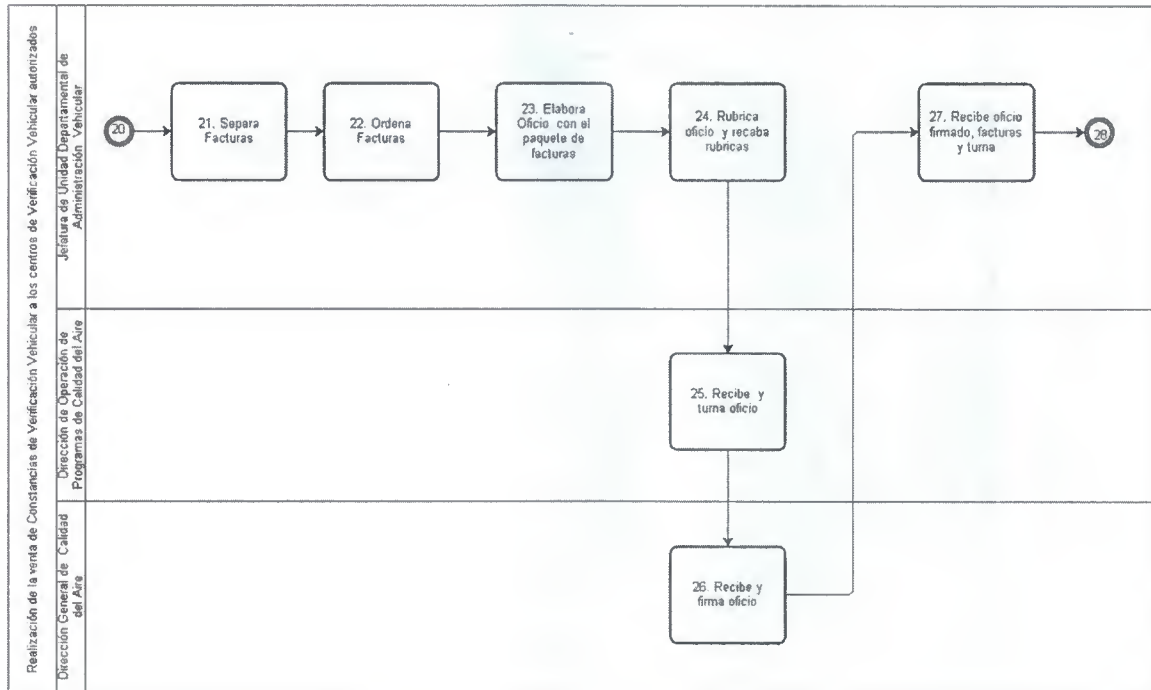 Realización de la venta de Constancias de Verificación Vehicular a los centros de Verificación Vehicular autorizados
Jefatura de Unidad Departamental de
Administración Vehicular
20
21. Separa
Facturas
22. Ordena
Facturas
23. Elabora
Oficio con el
paquete de
facturas
24. Rubrica
oficio y recaba
rubricas
27. Recibe oficio
firmado, facturas
y turna
28
Dirección de Operación de
Programas de Calidad del Aire
25. Recibe y
turna oficio
Dirección General de Calidad
del Aire
26. Recibe y
firma oficio